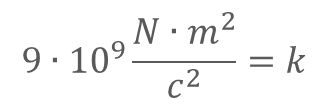 9 · 10⁹ N · m² / c² = k